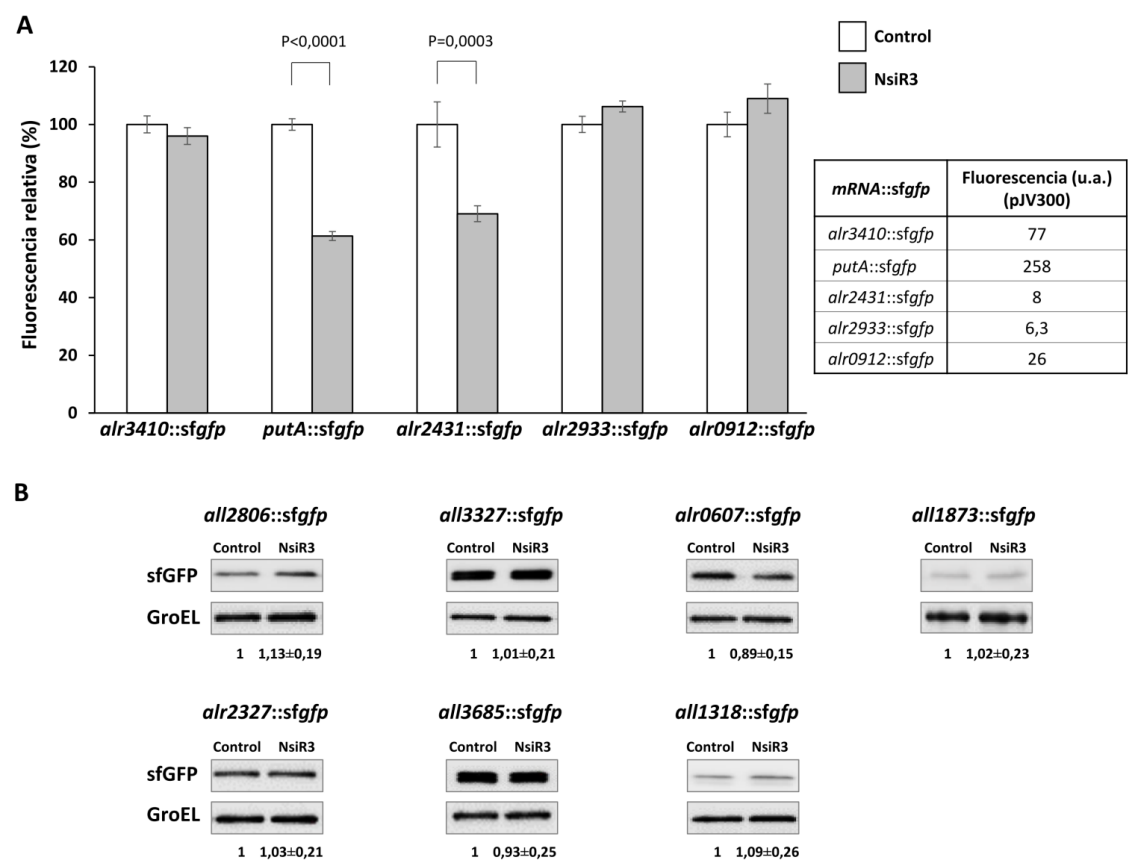 A
P<0,0001
P=0,0003
Control
NsiR3
Fluorescencia relativa (%)
120
100
80
60
40
20
0
alr3410::sfgfp putA::sfgfp alr2431::sfgfp alr2933::sfgfp alr0912::sfgfp
mRNA::sfgfp Fluorescencia (u.a.) (pJV300)
alr3410::sfgfp 77
putA::sfgfp 258
alr2431::sfgfp 8
alr2933::sfgfp 6,3
alr0912::sfgfp 26
B
all2806::sfgfp all3327::sfgfp alr0607::sfgfp all1873::sfgfp
Control NsiR3 Control NsiR3 Control NsiR3 Control NsiR3
sfGFP
GroEL
1 1,13±0,19 1 1,01±0,21 1 0,89±0,15 1 1,02±0,23
alr2327::sfgfp all3685::sfgfp all1318::sfgfp
Control NsiR3 Control NsiR3 Control NsiR3
sfGFP
GroEL
1 1,03±0,21 1 0,93±0,25 1 1,09±0,26